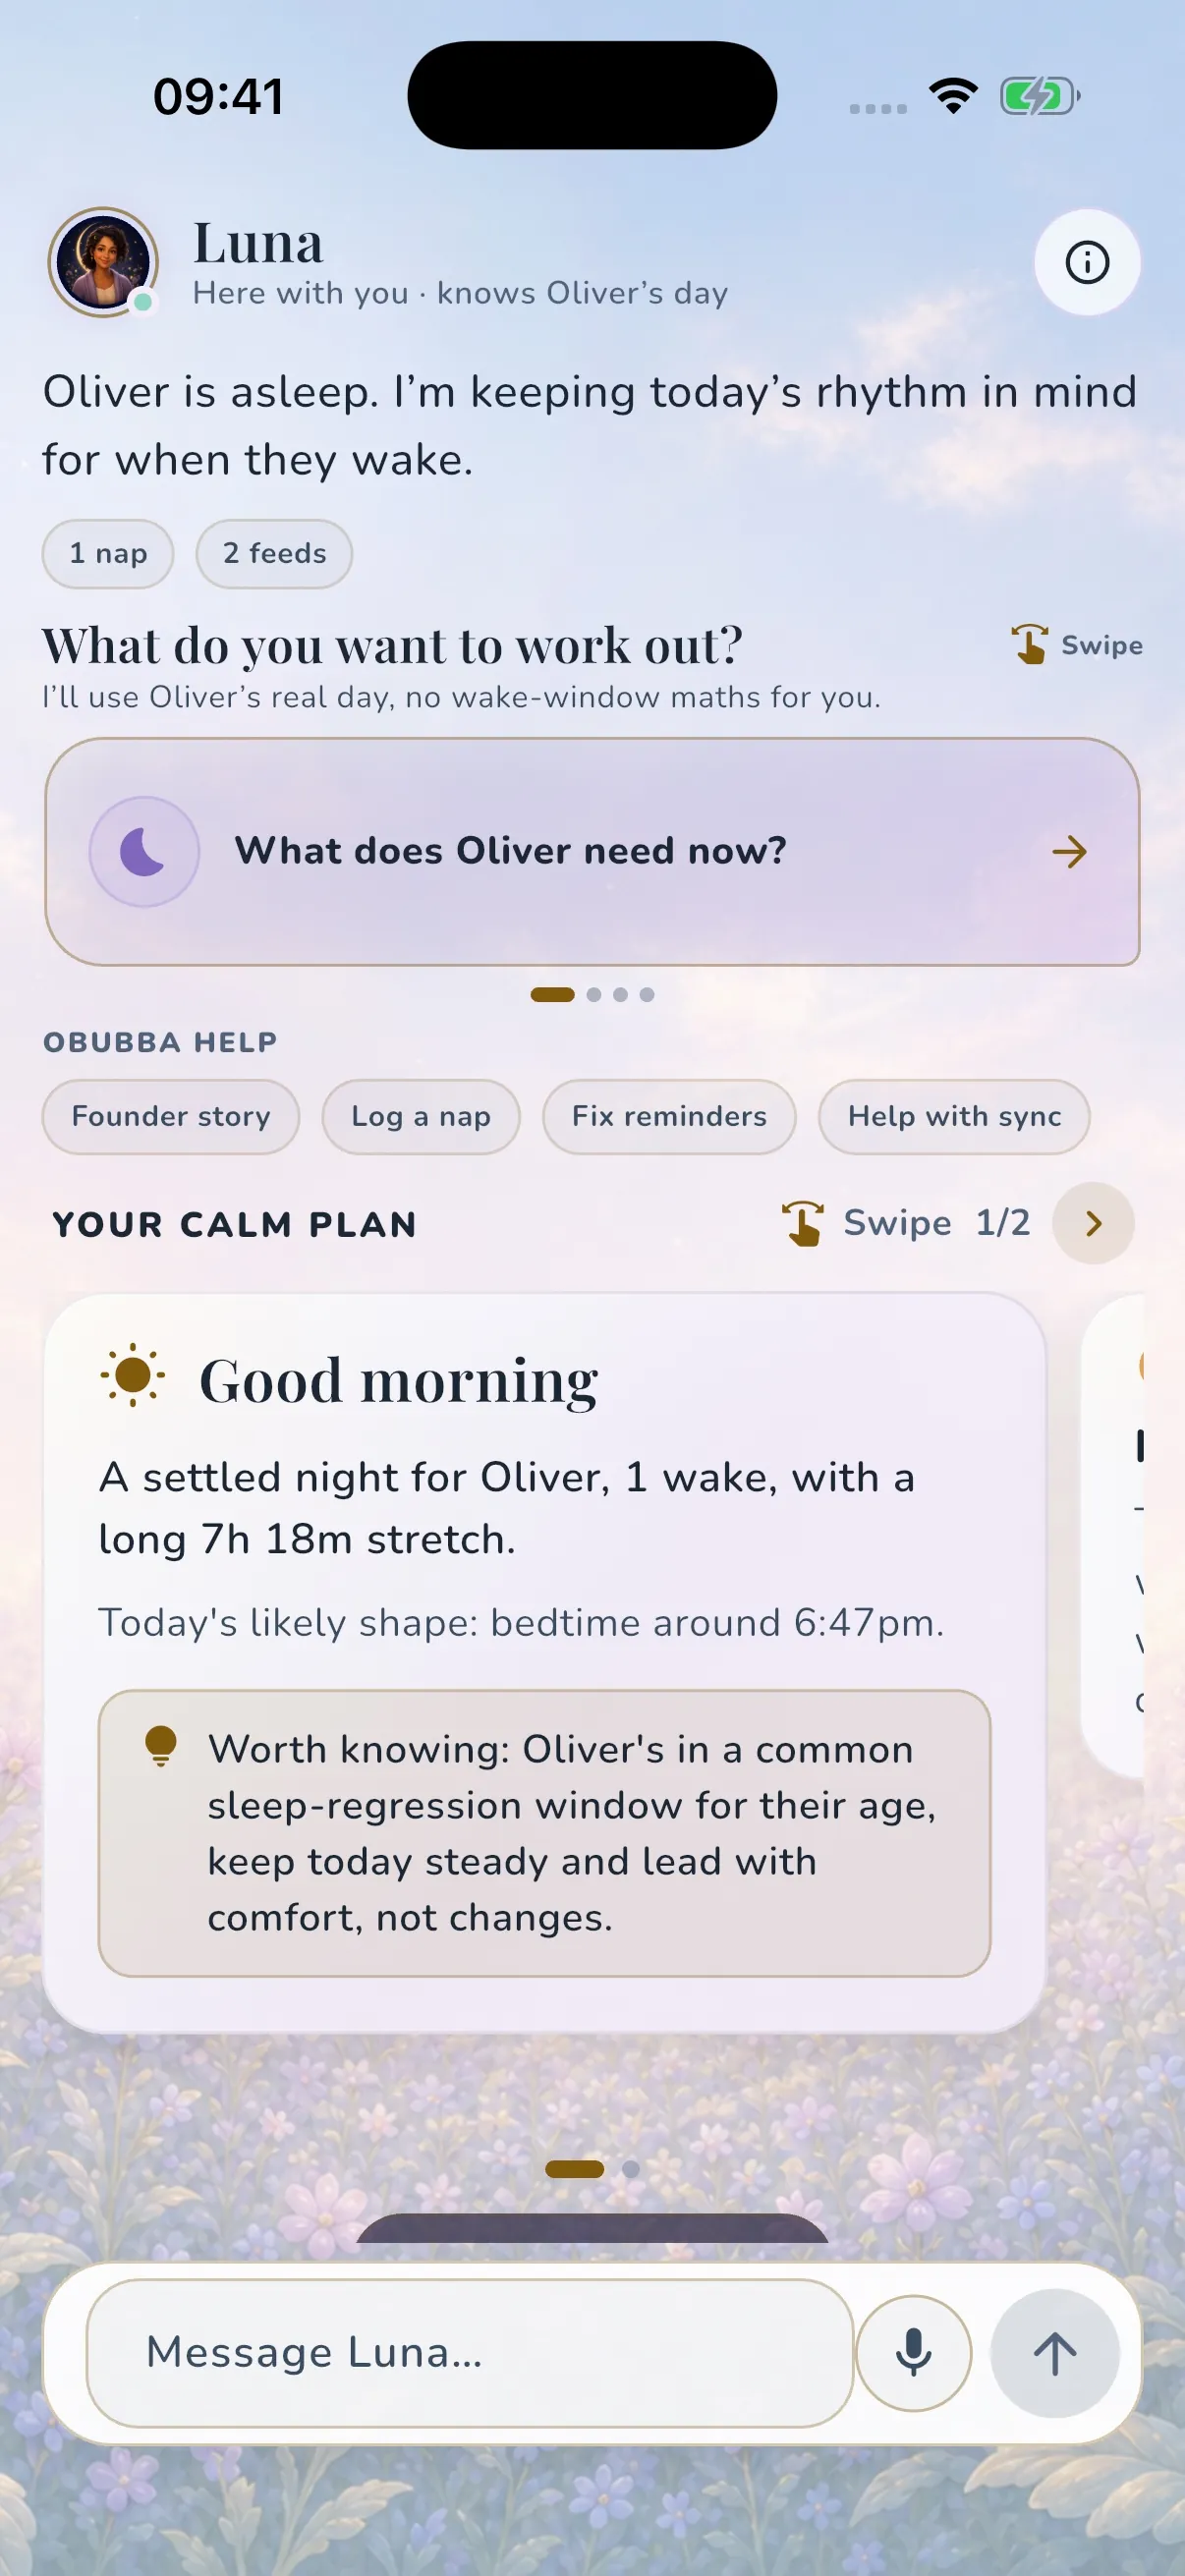 09:41
Luna
Here with you · knows Oliver’s day
Oliver is asleep. I’m keeping today’s rhythm in mind
for when they wake.
1 nap
2 feeds
What do you want to work out?
Swipe
I’ll use Oliver’s real day, no wake-window maths for you.
What does Oliver need now?
OBUBBA HELP
Founder story
Log a nap
Fix reminders
Help with sync
YOUR CALM PLAN
Swipe 1/2
Good morning
A settled night for Oliver, 1 wake, with a
long 7h 18m stretch.
Today's likely shape: bedtime around 6:47pm.
Worth knowing: Oliver's in a common
sleep-regression window for their age,
keep today steady and lead with
comfort, not changes.
Message Luna...